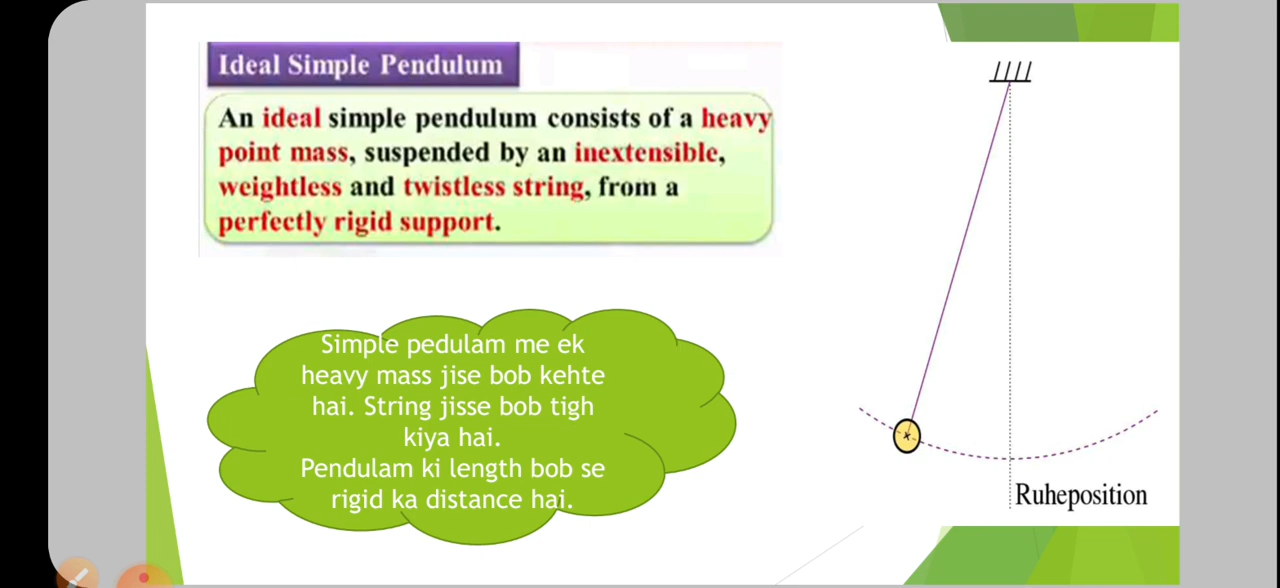 Ideal Simple Pendulum
An ideal simple pendulum consists of a heavy
point mass, suspended by an inextensible,
weightless and twistless string, from a
perfectly rigid support.
Simple pedulam me ek
heavy mass jise bob kehte
hai. String jisse bob tigh
kiya hai.
Pendulam ki length bob se
rigid ka distance hai.
Ruheposition